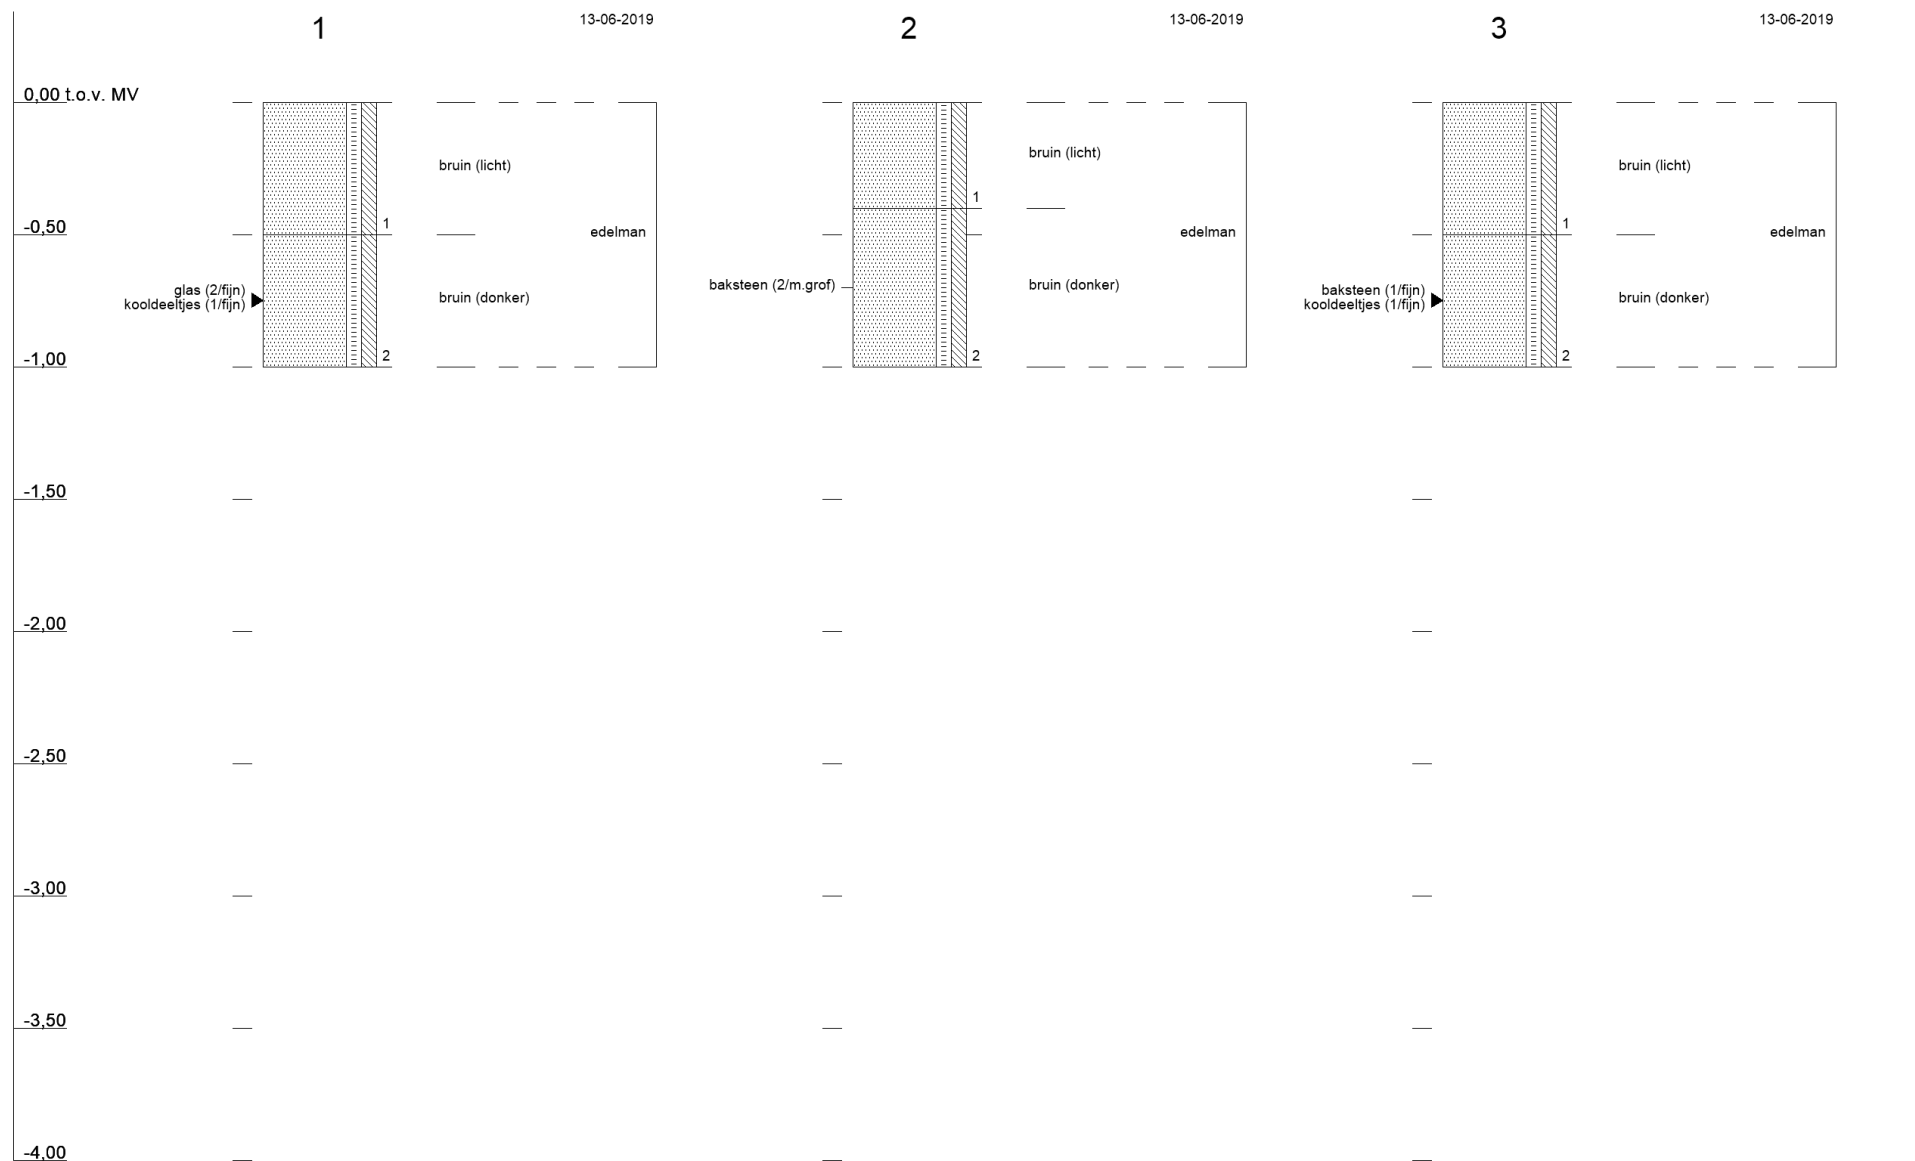 1
13-06-2019
2
13-06-2019
3
13-06-2019
0,00 t.o.v. MV
bruin (licht)
1
edelman
glas (2/fijn)
kooldeeltjes (1/fijn)
bruin (donker)
2
bruin (licht)
1
edelman
baksteen (2/m.grof)
bruin (donker)
2
bruin (licht)
1
edelman
baksteen (1/fijn)
kooldeeltjes (1/fijn)
bruin (donker)
2
-0,50
-1,00
-1,50
-2,00
-2,50
-3,00
-3,50
-4,00